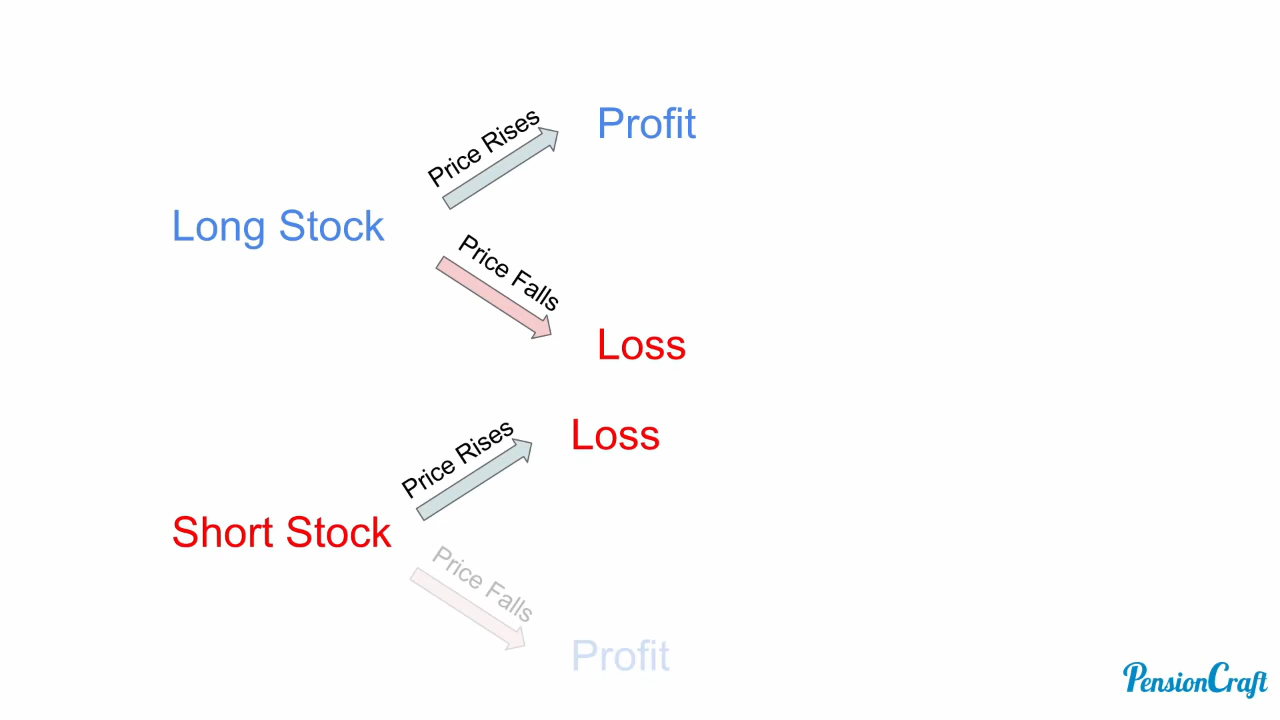 Price Rises
Profit
Long Stock
Price Falls
Loss
Price Rises
Loss
Short Stock
Price Falls
Profit
PensionCraft